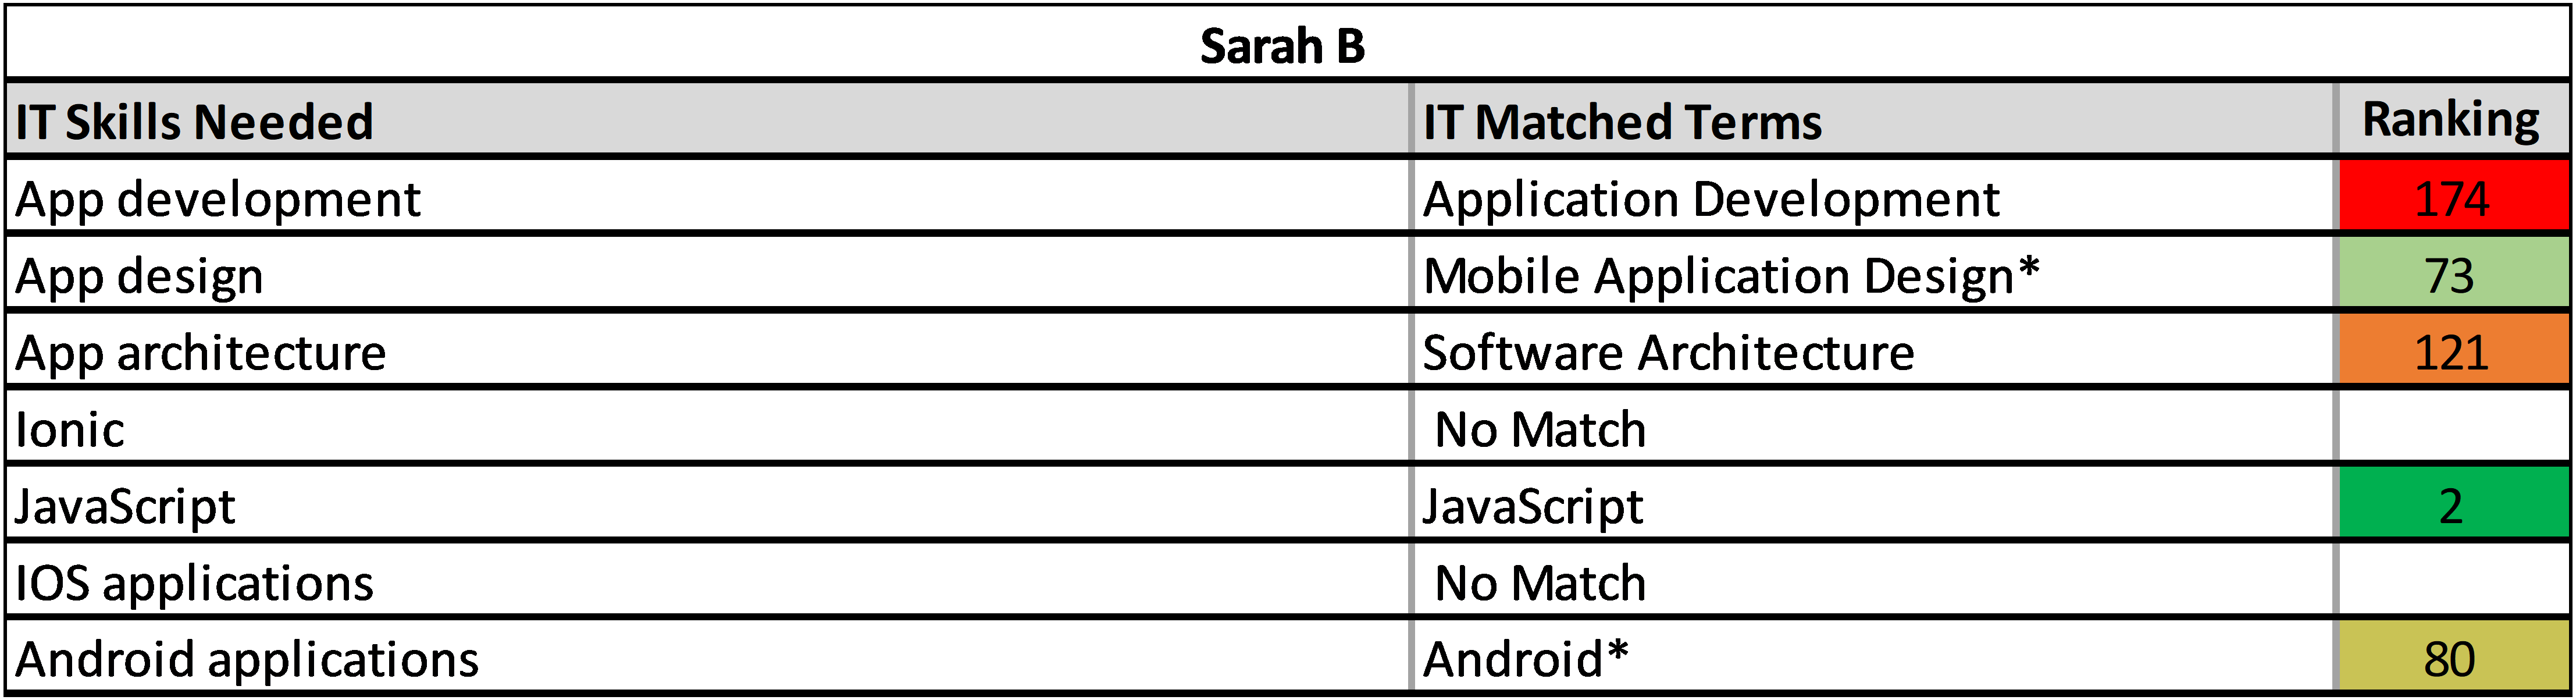 Sarah B
IT Skills Needed IT Matched Terms Ranking
App development Application Development 174
App design Mobile Application Design* 73
App architecture Software Architecture 121
Ionic No Match
JavaScript JavaScript 2
IOS applications No Match
Android applications Android* 80